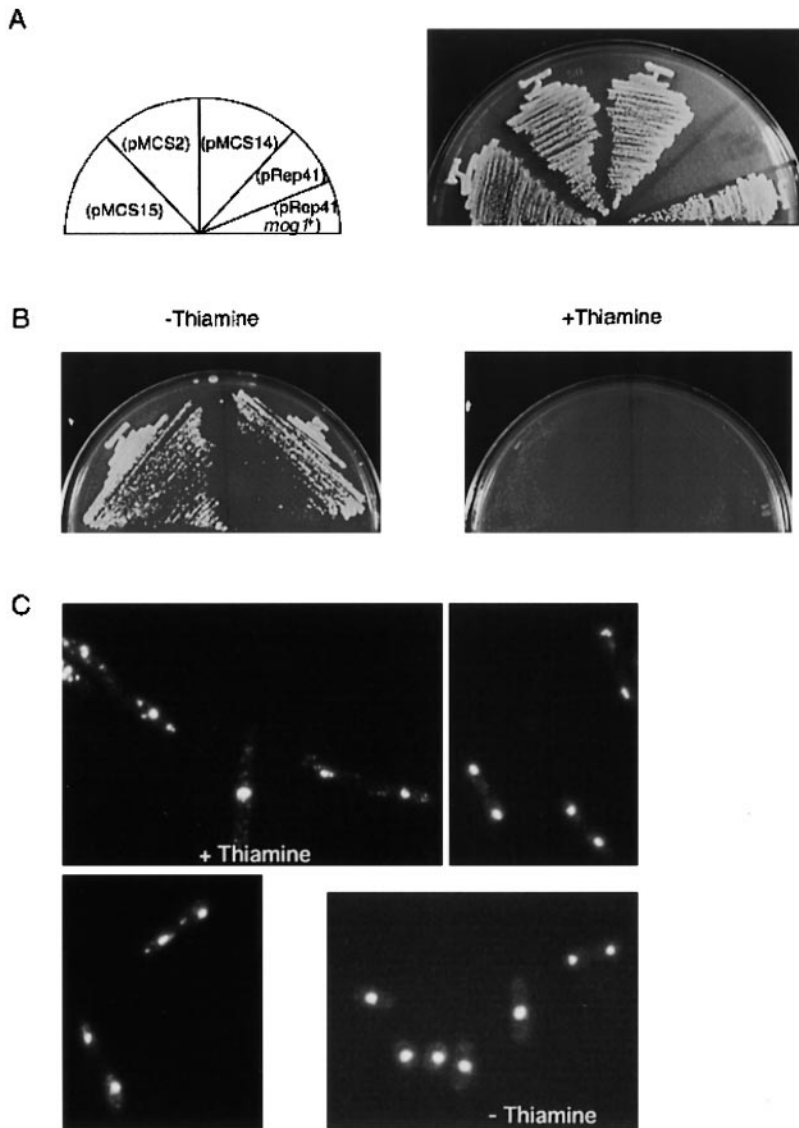 A
(pMCS2)
(pMCS14)
(pMCS15)
(pRep41)
(pRep41
mog1+)
B
-Thiamine
+Thiamine
C
+ Thiamine
- Thiamine